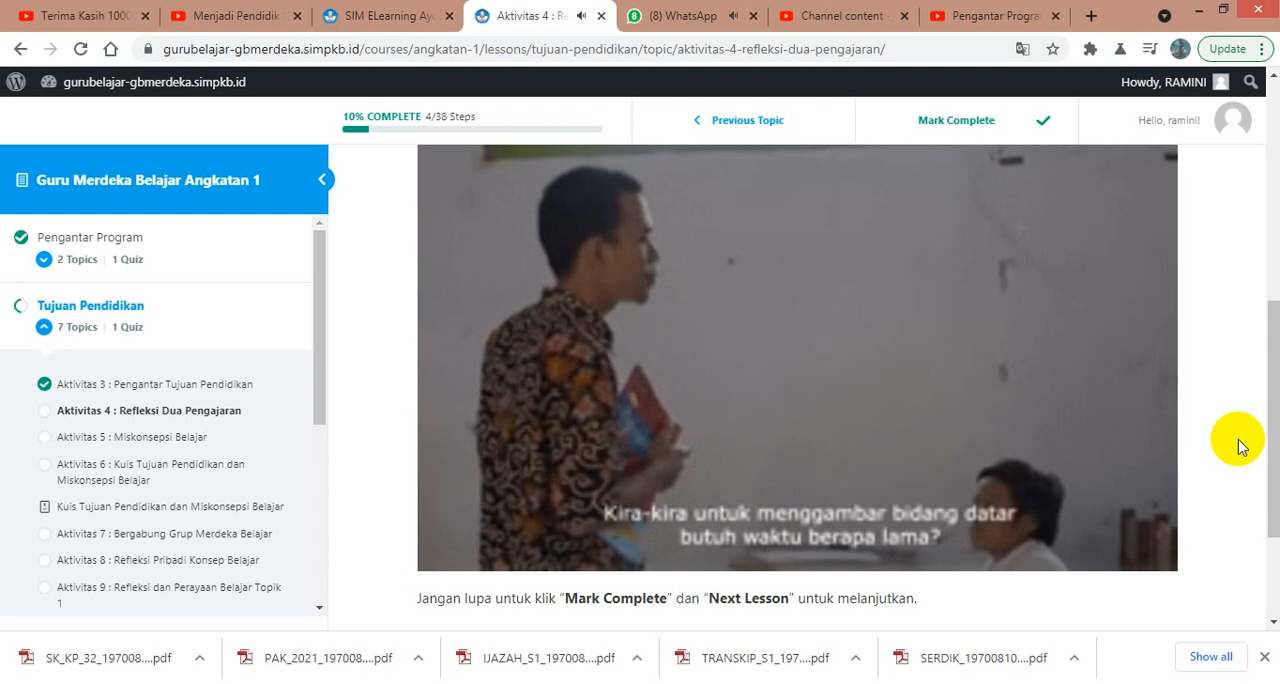 Terima Kasih 1000
Menjadi Pendidik
SIM ELearning Ay
Aktivitas 4 : Re
(8) WhatsApp
Channel content -
Pengantar Progra
gurubelajar-gbmerdeka.simpkb.id/courses/angkatan-1/lessons/tujuan-pendidikan/topic/aktivitas-4-refleksi-dua-pengajaran/
Update
gurubelajar-gbmerdeka.simpkb.id
Howdy, RAMINI
10% COMPLETE 4/38 Steps
Previous Topic
Mark Complete
Hello, ramini!
Guru Merdeka Belajar Angkatan 1
Pengantar Program
2 Topics | 1 Quiz
Tujuan Pendidikan
7 Topics | 1 Quiz
Aktivitas 3 : Pengantar Tujuan Pendidikan
Aktivitas 4 : Refleksi Dua Pengajaran
Aktivitas 5 : Miskonsepsi Belajar
Aktivitas 6 : Kuis Tujuan Pendidikan dan
Miskonsepsi Belajar
Kuis Tujuan Pendidikan dan Miskonsepsi Belajar
Aktivitas 7 : Bergabung Grup Merdeka Belajar
Aktivitas 8 : Refleksi Pribadi Konsep Belajar
Aktivitas 9 : Refleksi dan Perayaan Belajar Topik
1
Kira-kira untuk menggambar bidang datar
butuh waktu berapa lama?
Jangan lupa untuk klik “Mark Complete” dan “Next Lesson” untuk melanjutkan.
SK_KP_32_197008....pdf
PAK_2021_197008....pdf
IJAZAH_S1_197008....pdf
TRANSKIP_S1_197....pdf
SERDIK_19700810....pdf
Show all